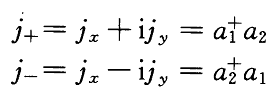 j₊ = jₓ + ij_y = a₁⁺a₂
j₋ = jₓ − ij_y = a₂⁺a₁